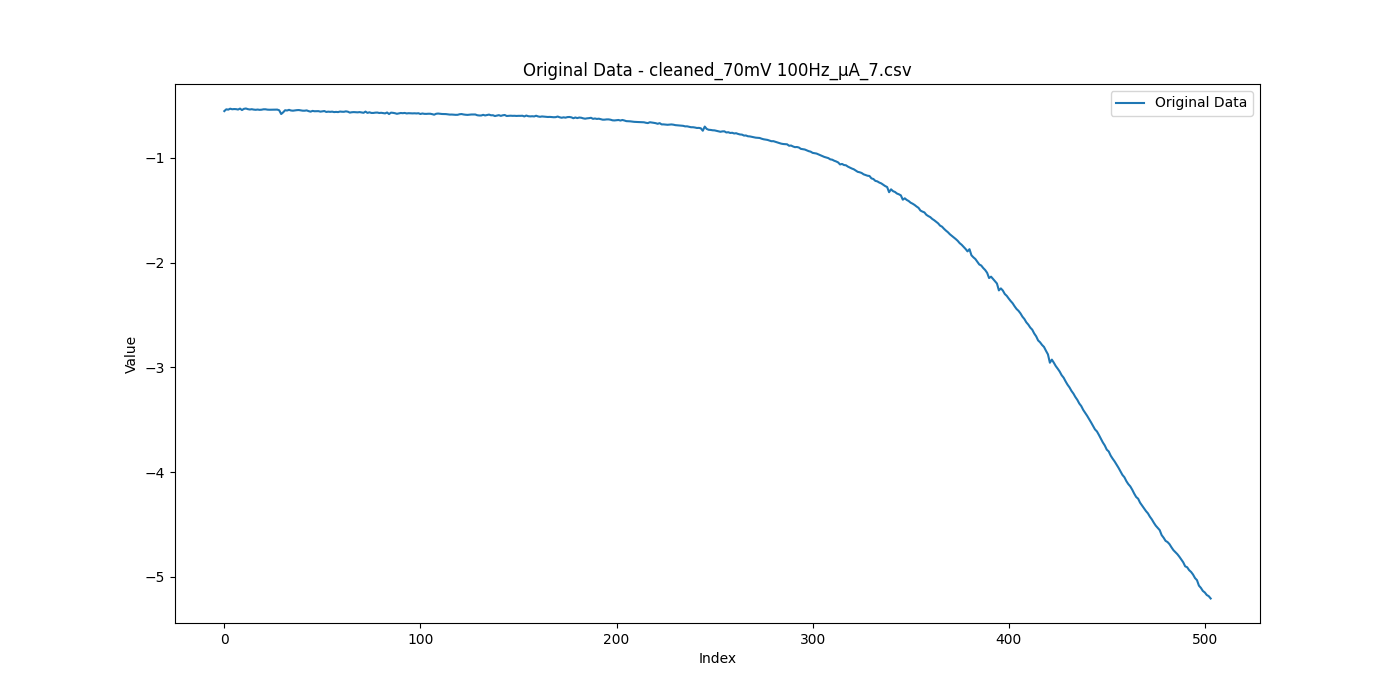 Original Data - cleaned_70mV 100Hz_μA_7.csv
Original Data
−1
−2
−3
−4
−5
Value
0 100 200 300 400 500
Index